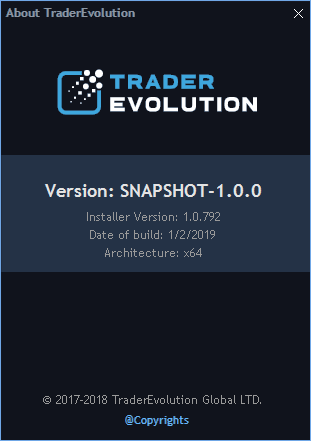 About TraderEvolution
TRADER
EVOLUTION
Version: SNAPSHOT-1.0.0
Installer Version: 1.0.792
Date of build: 1/2/2019
Architecture: x64
© 2017-2018 TraderEvolution Global LTD.
@Copyrights